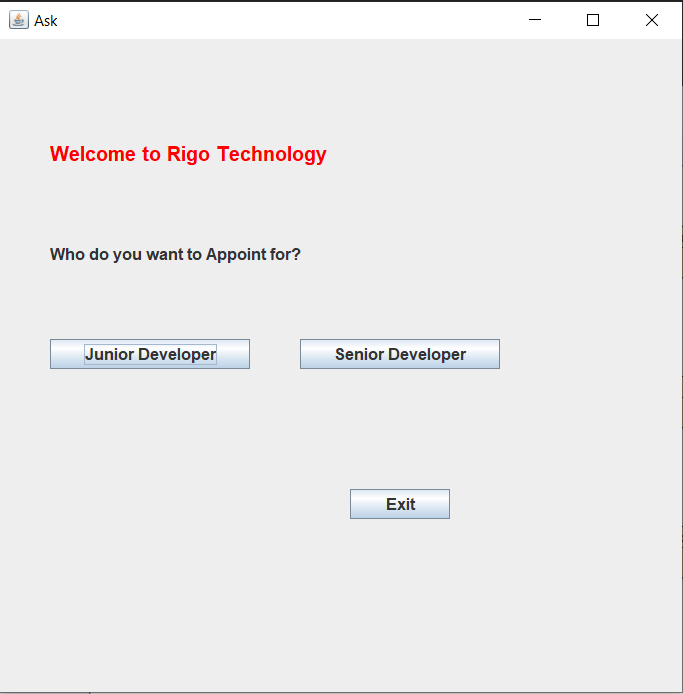 Ask
Welcome to Rigo Technology
Who do you want to Appoint for?
Junior Developer
Senior Developer
Exit